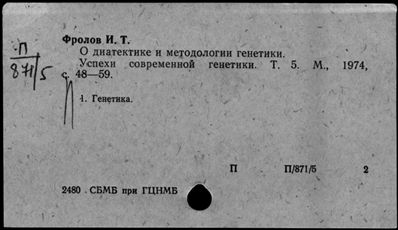 П
871/5
Фролов И. Т.
О диатектике и методологии генетики.
Успехи современной генетики. Т. 5. М., 1974,
с. 48—59.
1. Генетика.
П П/871/5 2
2480 СБМБ при ГЦНМБ